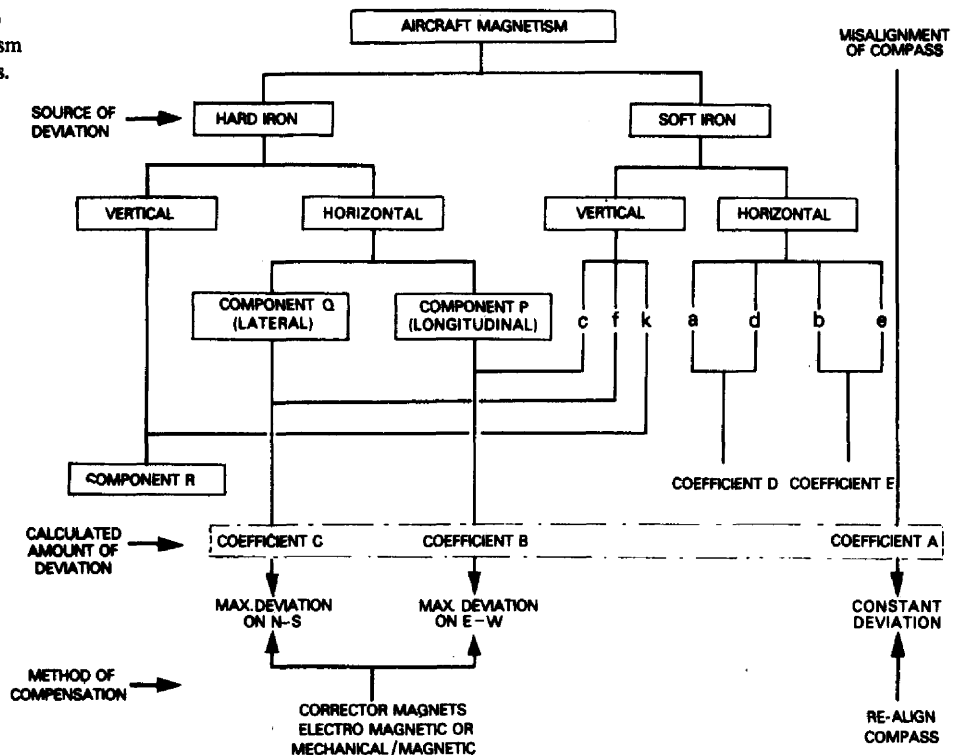 ism
s.
AIRCRAFT MAGNETISM
MISALIGNMENT
OF COMPASS
SOURCE OF
DEVIATION
HARD IRON
SOFT IRON
VERTICAL
HORIZONTAL
VERTICAL
HORIZONTAL
COMPONENT Q
(LATERAL)
COMPONENT P
(LONGITUDINAL)
c f k a d b e
COMPONENT R
COEFFICIENT D COEFFICIENT E
CALCULATED
AMOUNT OF
DEVIATION
COEFFICIENT C
COEFFICIENT B
COEFFICIENT A
MAX. DEVIATION
ON N-S
MAX. DEVIATION
ON E-W
CONSTANT
DEVIATION
METHOD OF
COMPENSATION
CORRECTOR MAGNETS
ELECTRO MAGNETIC OR
MECHANICAL/MAGNETIC
RE-ALIGN
COMPASS